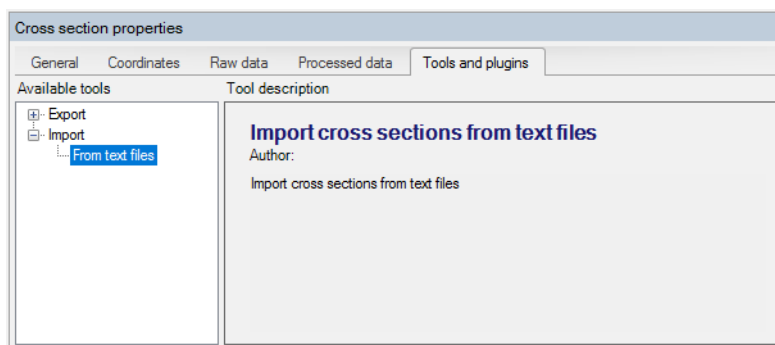 Cross section properties
General Coordinates Raw data Processed data Tools and plugins
Available tools Tool description
Export
Import
From text files
Import cross sections from text files
Author:
Import cross sections from text files